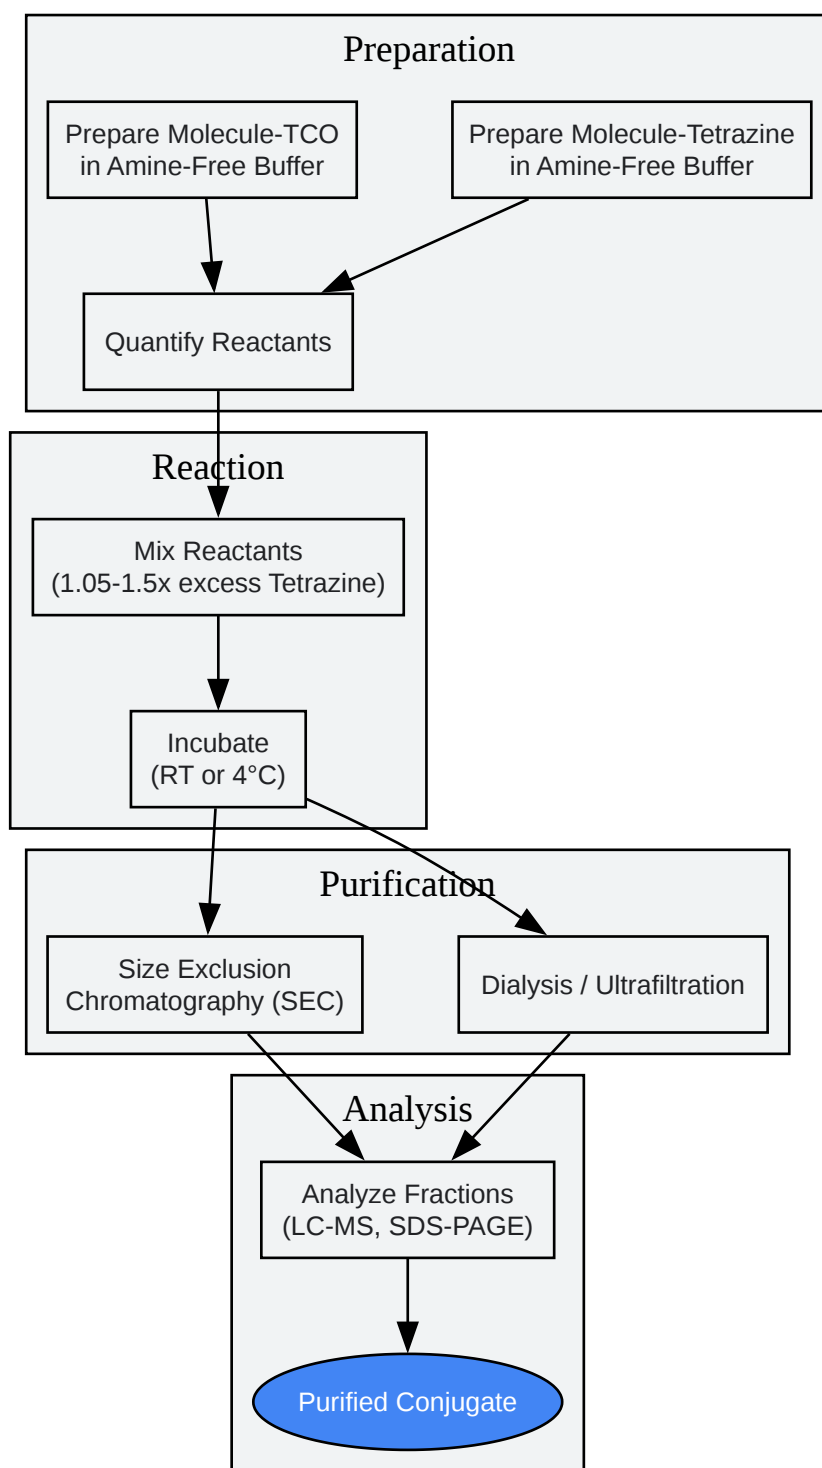 Preparation
Prepare Molecule-TCO
in Amine-Free Buffer
Prepare Molecule-Tetrazine
in Amine-Free Buffer
Quantify Reactants
Reaction
Mix Reactants
(1.05-1.5x excess Tetrazine)
Incubate
(RT or 4°C)
Purification
Size Exclusion
Chromatography (SEC)
Dialysis / Ultrafiltration
Analysis
Analyze Fractions
(LC-MS, SDS-PAGE)
Purified Conjugate